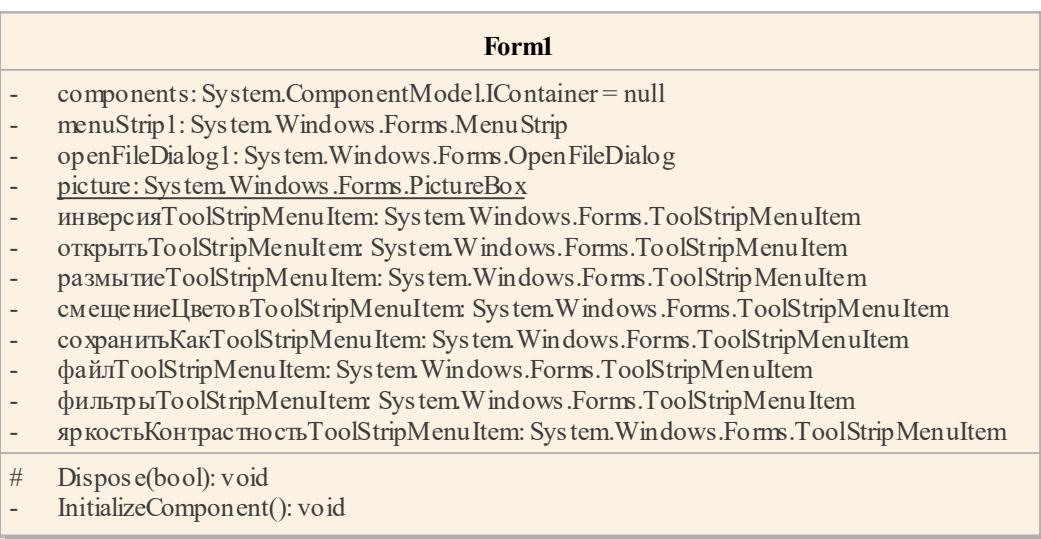 Form1
- components: System.ComponentModel.IContainer = null
- menuStrip1: System.Windows.Forms.MenuStrip
- openFileDialog1: System.Windows.Forms.OpenFileDialog
- picture: System.Windows.Forms.PictureBox
- инверсияToolStripMenuItem: System.Windows.Forms.ToolStripMenuItem
- открытьToolStripMenuItem: System.Windows.Forms.ToolStripMenuItem
- размытиеToolStripMenuItem: System.Windows.Forms.ToolStripMenuItem
- смещениеЦветовToolStripMenuItem: System.Windows.Forms.ToolStripMenuItem
- сохранитьКакToolStripMenuItem: System.Windows.Forms.ToolStripMenuItem
- файлToolStripMenuItem: System.Windows.Forms.ToolStripMenuItem
- фильтрыToolStripMenuItem: System.Windows.Forms.ToolStripMenuItem
- яркостьКонтрастностьToolStripMenuItem: System.Windows.Forms.ToolStripMenuItem
# Dispose(bool): void
- InitializeComponent(): void